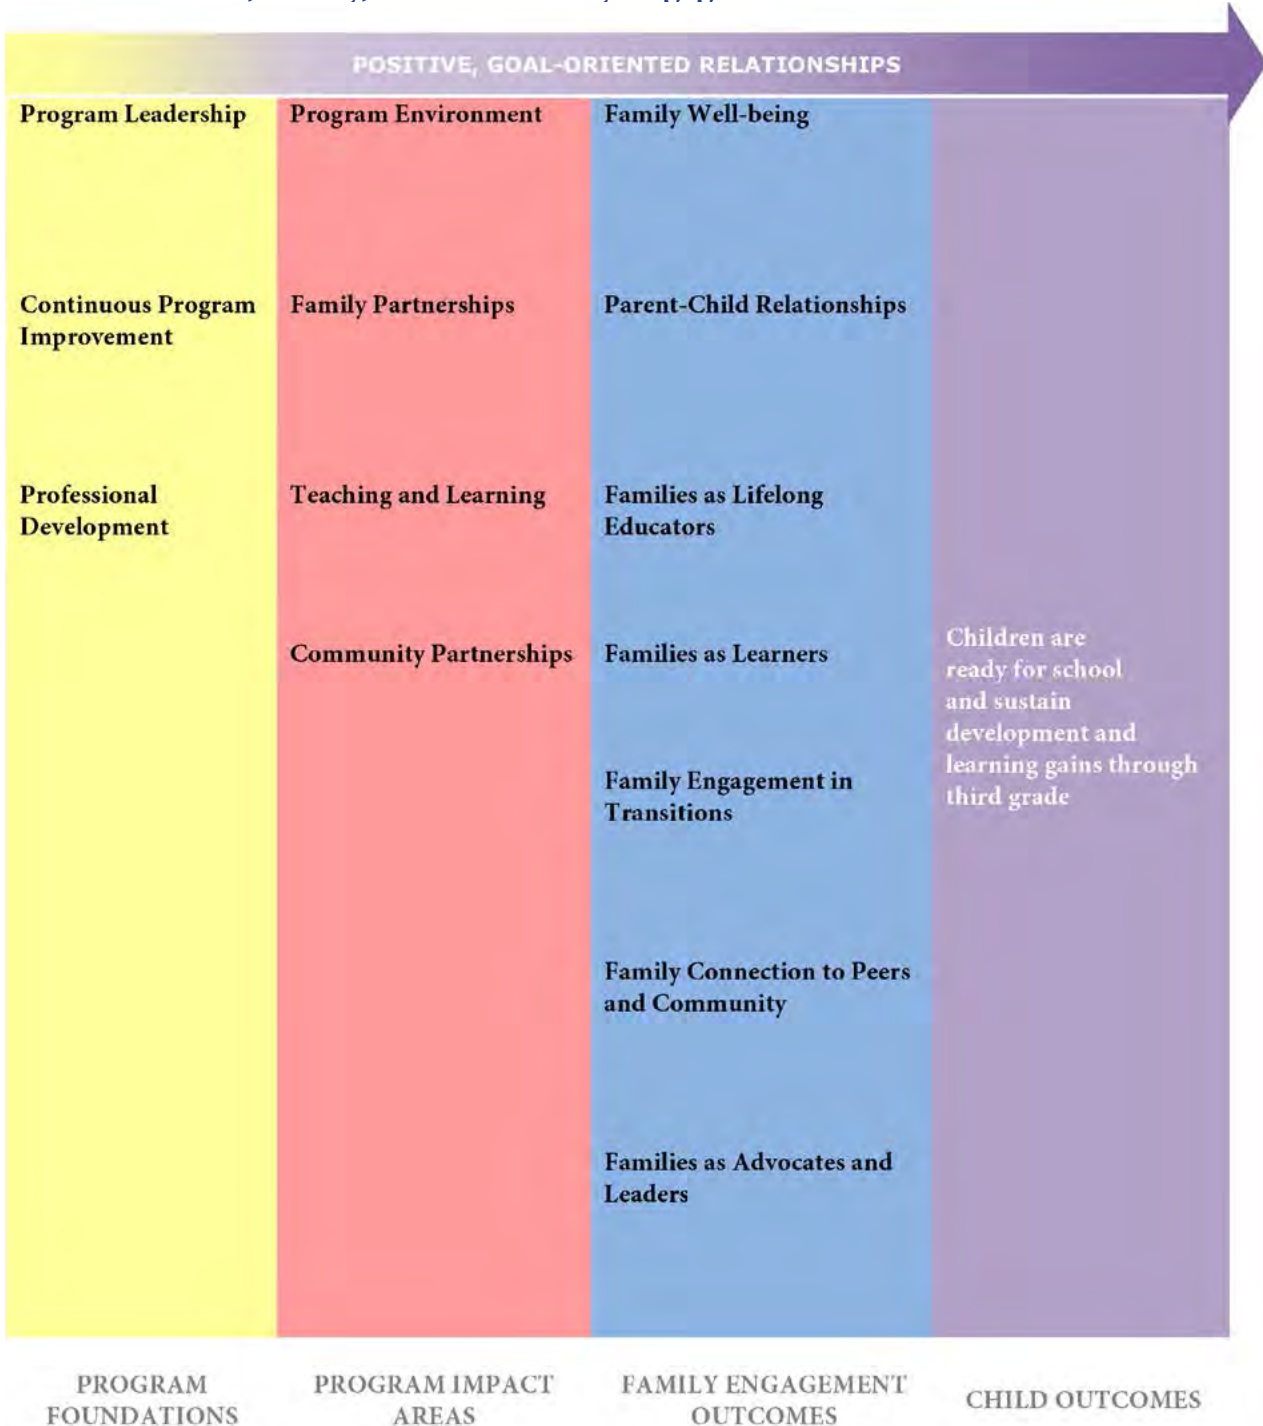 POSITIVE, GOAL-ORIENTED RELATIONSHIPS
Program Leadership
Continuous Program
Improvement
Professional
Development
Program Environment
Family Partnerships
Teaching and Learning
Community Partnerships
Family Well-being
Parent-Child Relationships
Families as Lifelong
Educators
Families as Learners
Family Engagement in
Transitions
Family Connection to Peers
and Community
Families as Advocates and
Leaders
Children are
ready for school
and sustain
development and
learning gains through
third grade
PROGRAM
FOUNDATIONS
PROGRAM IMPACT
AREAS
FAMILY ENGAGEMENT
OUTCOMES
CHILD OUTCOMES